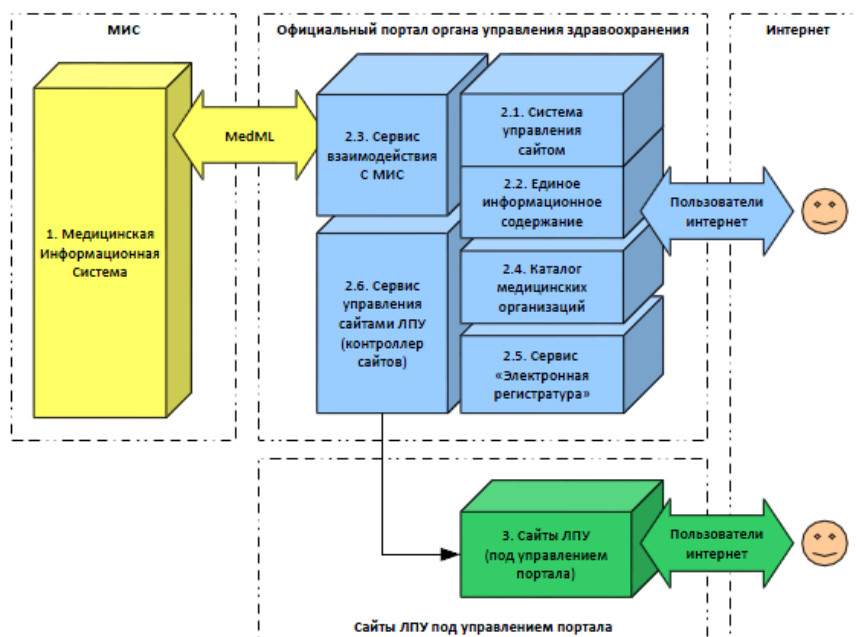 МИС
Официальный портал органа управления здравоохранения
Интернет
1. Медицинская
Информационная
Система
MedML
2.3. Сервис
взаимодействия
С МИС
2.1. Система
управления
сайтом
2.2. Единое
информационное
содержание
Пользователи
интернет
2.6. Сервис
управления
сайтами ЛПУ
(контроллер
сайтов)
2.4. Каталог
медицинских
организаций
2.5. Сервис
«Электронная
регистратура»
3. Сайты ЛПУ
(под управлением
портала)
Пользователи
интернет
Сайты ЛПУ под управлением портала